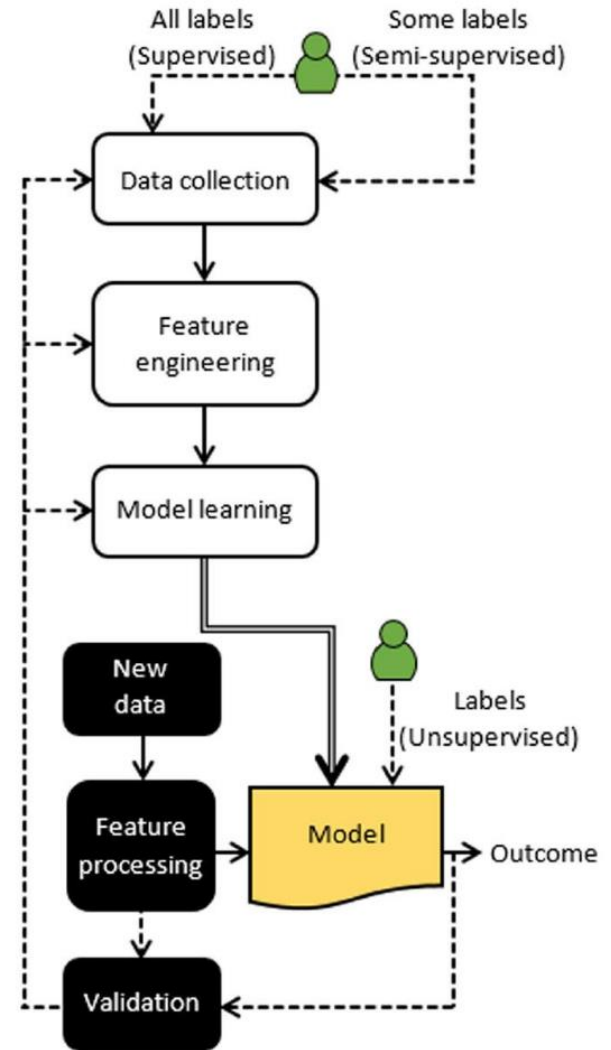 All labels
(Supervised)
Some labels
(Semi-supervised)
Data collection
Feature
engineering
Model learning
New
data
Labels
(Unsupervised)
Feature
processing
Model
Outcome
Validation